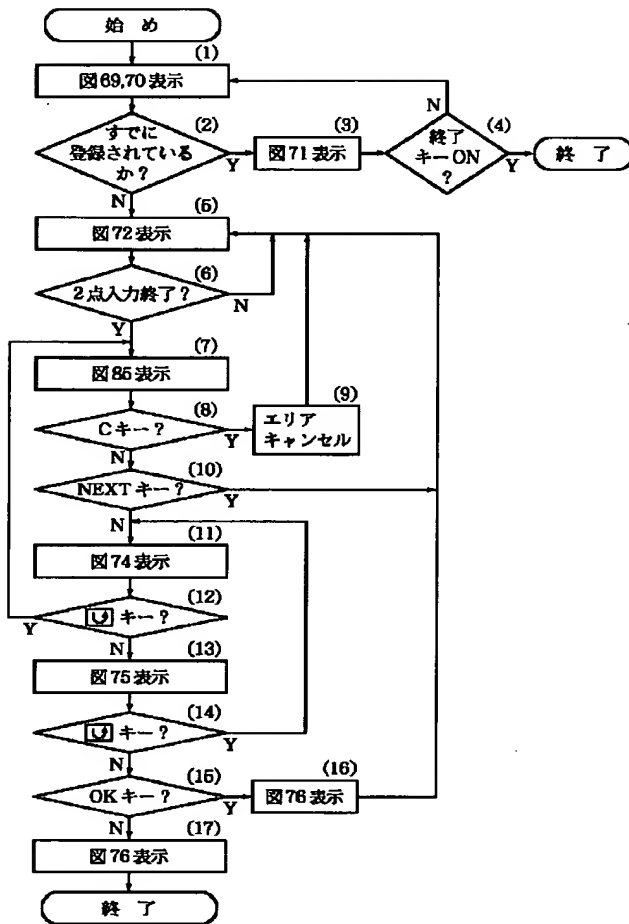 始 め
(1)
図69,70表示
(2)
すでに
登録されている
か？
Y
N
(3)
図71表示
(4)
終了
キーON
？
N
Y
終 了
(5)
図72表示
(6)
2点入力終了？
N
Y
(7)
図85表示
(8)
Cキー？
Y
N
(9)
エリア
キャンセル
(10)
NEXTキー？
Y
N
(11)
図74表示
(12)
キー？
Y
N
(13)
図75表示
(14)
キー？
Y
N
(15)
OKキー？
Y
N
(16)
図76表示
(17)
図76表示
終 了